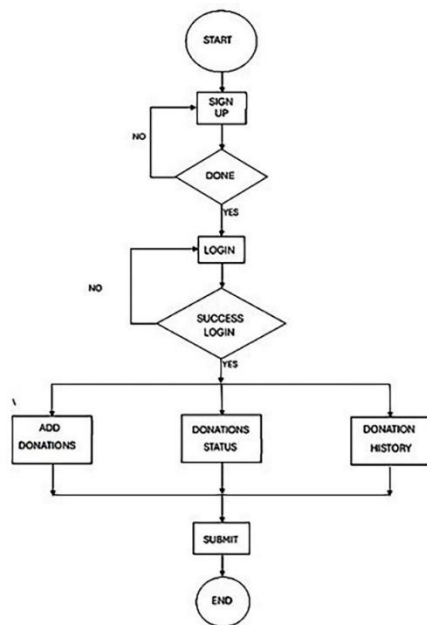 START
SIGN
UP
NO
DONE
YES
LOGIN
NO
SUCCESS
LOGIN
YES
ADD
DONATIONS
DONATIONS
STATUS
DONATION
HISTORY
SUBMIT
END